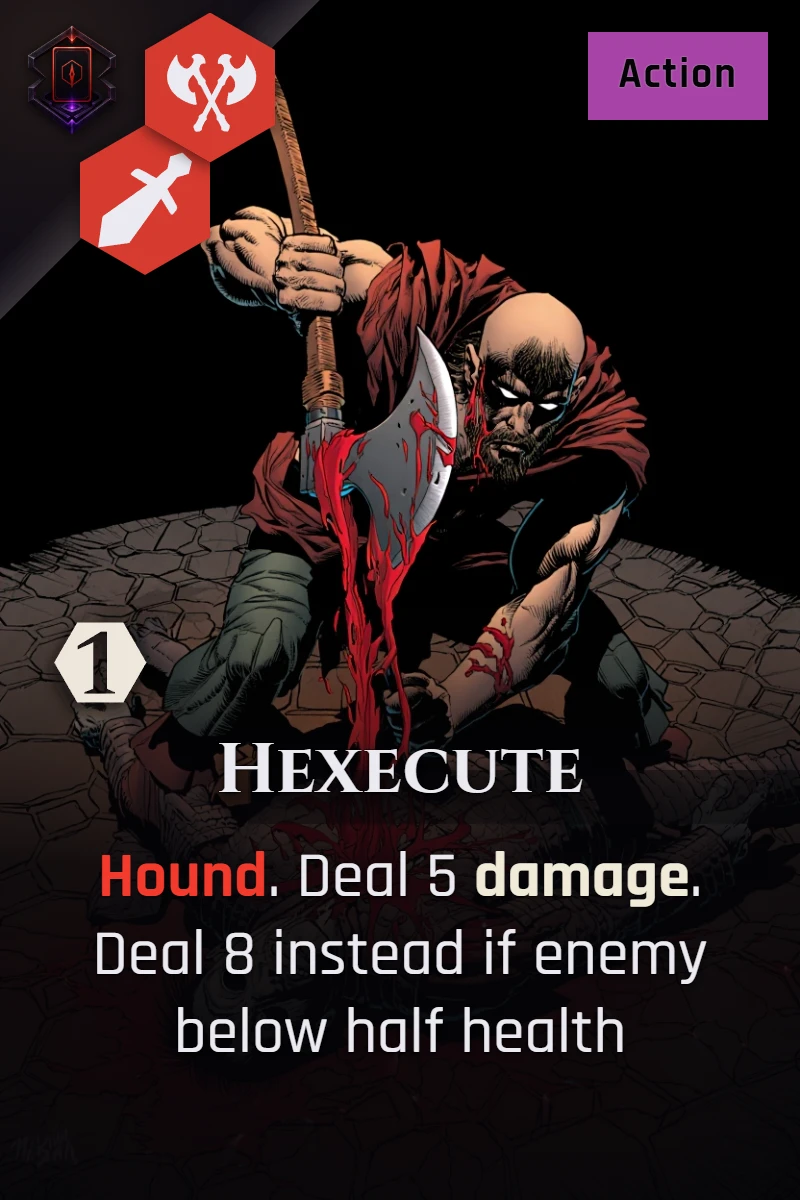 Action
1
Hexecute
Hound. Deal 5 damage.
Deal 8 instead if enemy
below half health